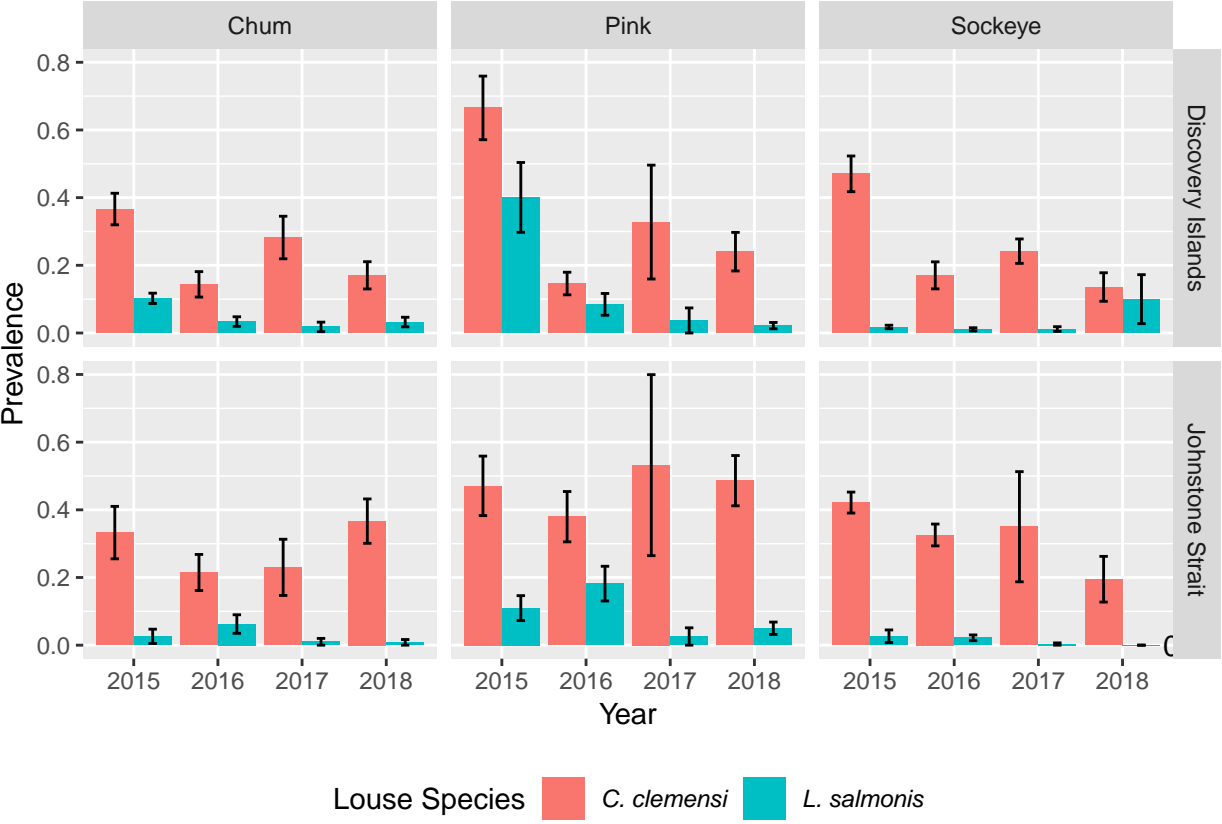 Chum Pink Sockeye
Prevalence
Discovery Islands
0.8
0.6
0.4
0.2
0.0
Johnstone Strait
0.8
0.6
0.4
0.2
0.0
2015 2016 2017 2018 2015 2016 2017 2018 2015 2016 2017 2018
Year
Louse Species C. clemensi L. salmonis